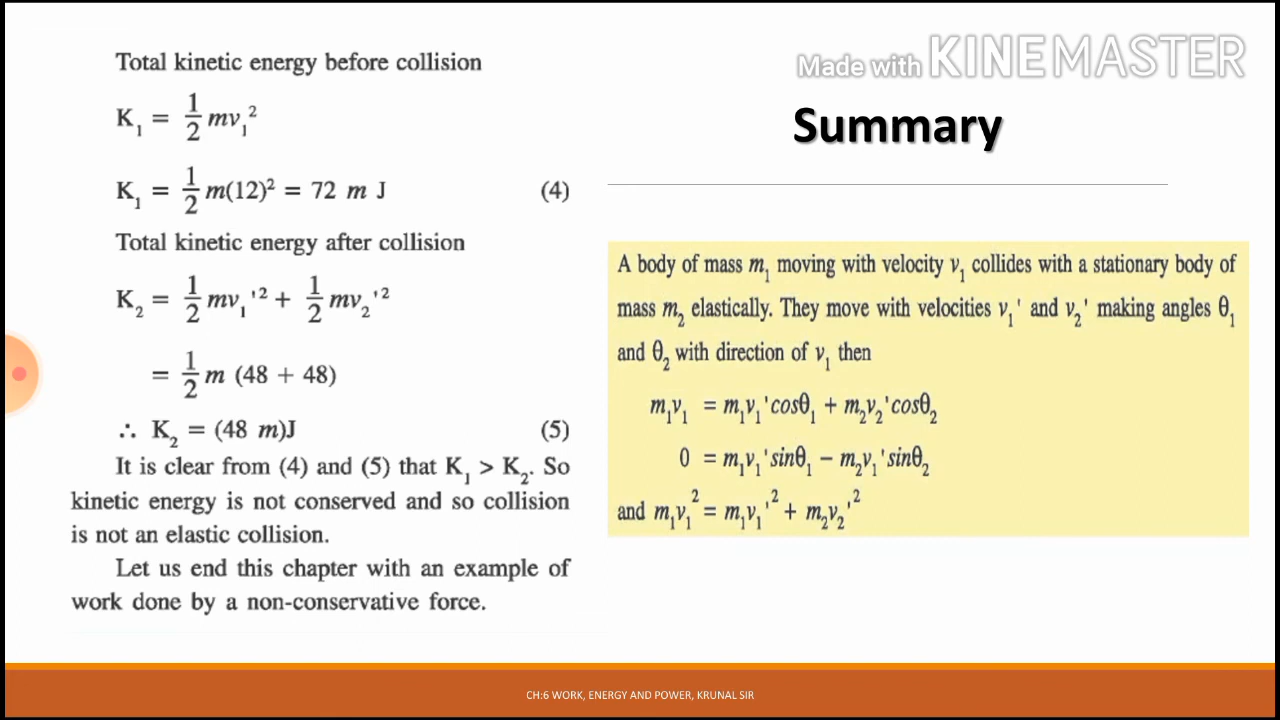 Total kinetic energy before collision
K₁ = 1/2 mv₁²
K₁ = 1/2 m(12)² = 72 m J (4)
Total kinetic energy after collision
K₂ = 1/2 mv₁'² + 1/2 mv₂'²
= 1/2 m (48 + 48)
∴ K₂ = (48 m)J (5)
It is clear from (4) and (5) that K₁ > K₂. So
kinetic energy is not conserved and so collision
is not an elastic collision.
Let us end this chapter with an example of
work done by a non-conservative force.
Made with KINEMASTER
Summary
A body of mass m₁ moving with velocity v₁ collides with a stationary body of
mass m₂ elastically. They move with velocities v₁' and v₂' making angles θ₁
and θ₂ with direction of v₁ then
m₁v₁ = m₁v₁'cosθ₁ + m₂v₂'cosθ₂
0 = m₁v₁'sinθ₁ − m₂v₁'sinθ₂
and m₁v₁² = m₁v₁'² + m₂v₂'²
CH:6 WORK, ENERGY AND POWER, KRUNAL SIR